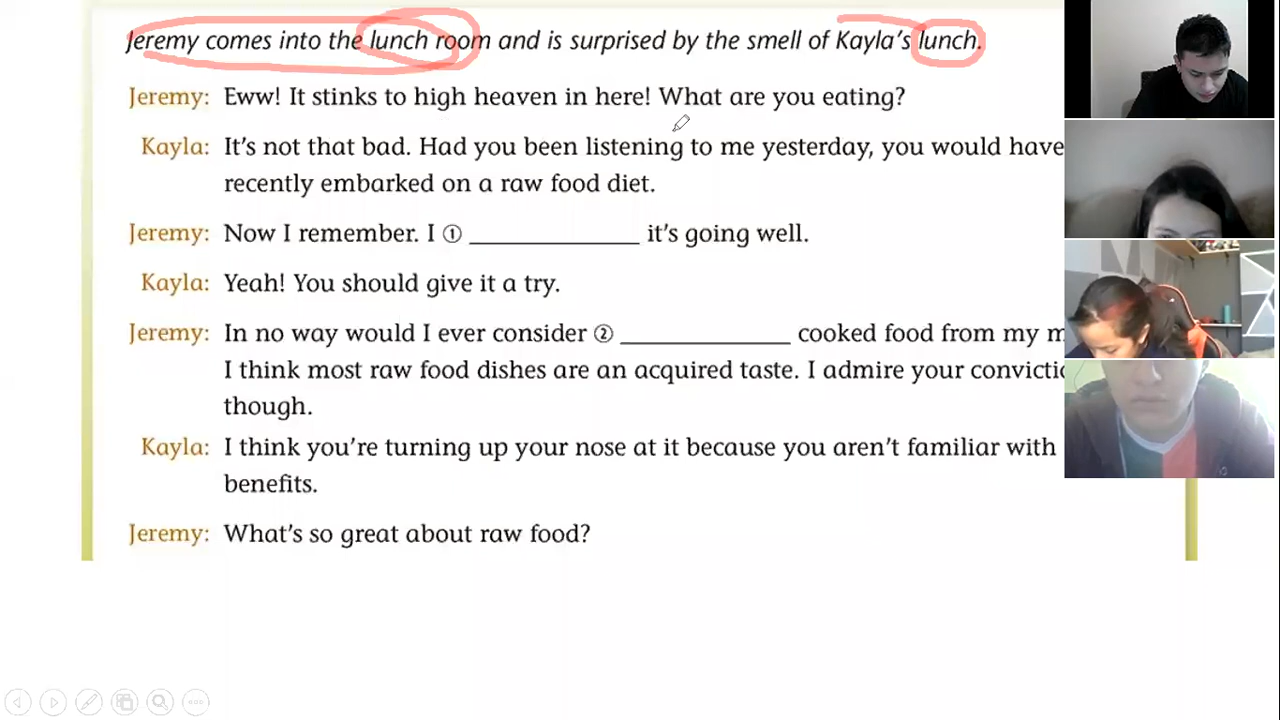 Jeremy comes into the lunch room and is surprised by the smell of Kayla's lunch.
Jeremy: Eww! It stinks to high heaven in here! What are you eating?
Kayla: It's not that bad. Had you been listening to me yesterday, you would have
recently embarked on a raw food diet.
Jeremy: Now I remember. I ① _____________ it's going well.
Kayla: Yeah! You should give it a try.
Jeremy: In no way would I ever consider ② _____________ cooked food from my
I think most raw food dishes are an acquired taste. I admire your
though.
Kayla: I think you're turning up your nose at it because you aren't familiar with
benefits.
Jeremy: What's so great about raw food?